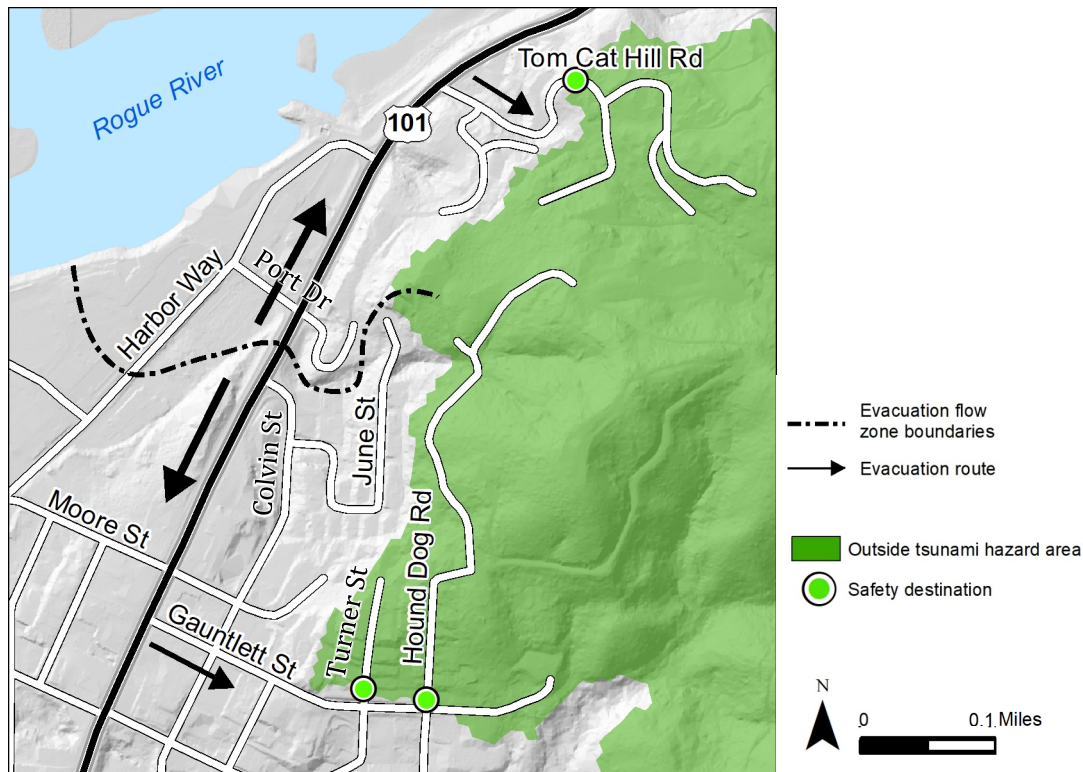 Tom Cat Hill Rd
Rogue River
101
Harbor Way
Port Dr
Colvin St
June St
Moore St
Hound Dog Rd
Turner St
Gauntlett St
Evacuation flow
zone boundaries
Evacuation route
Outside tsunami hazard area
Safety destination
N
0 0.1 Miles